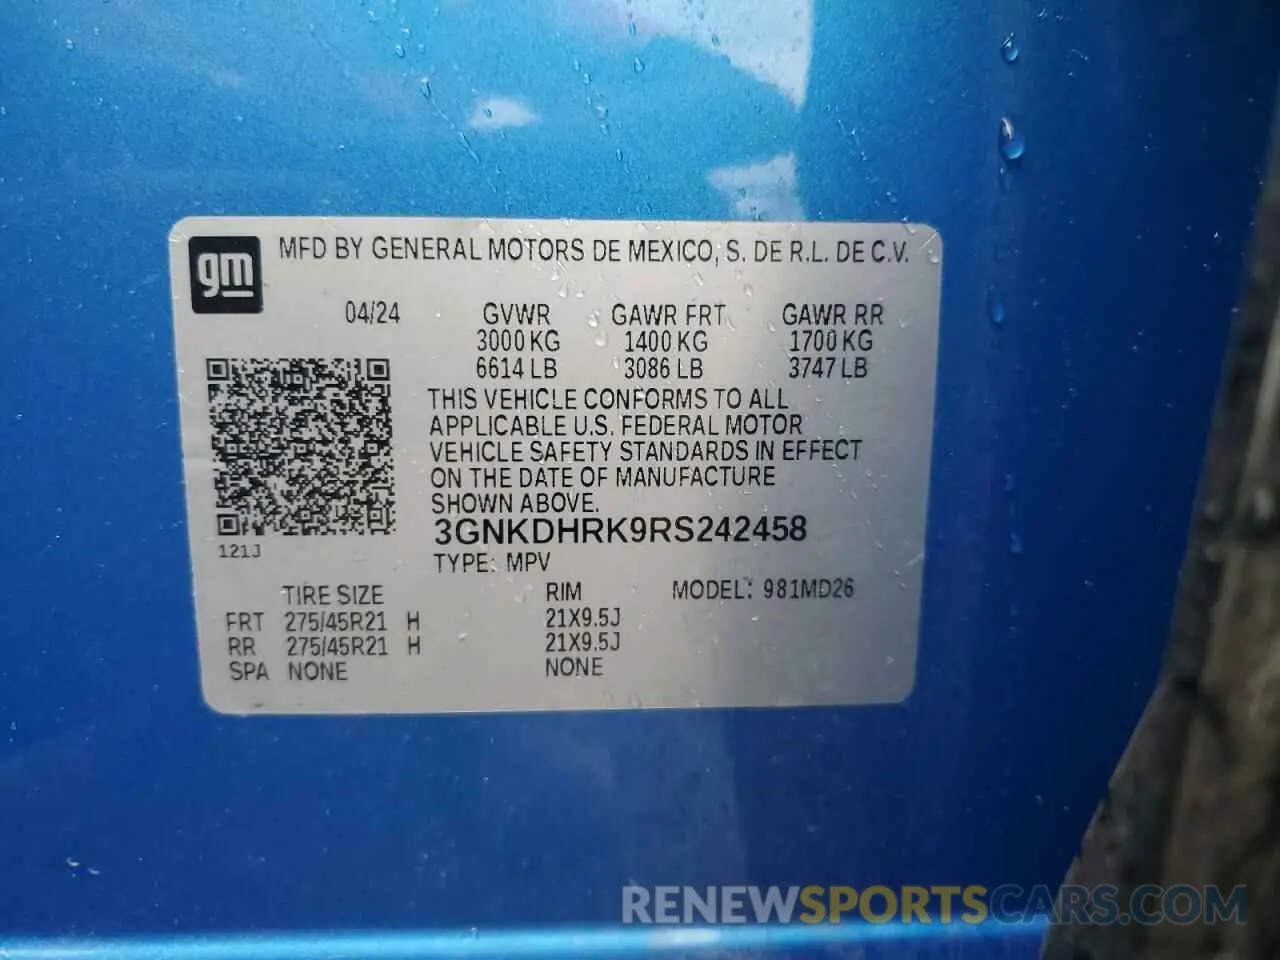 gm
MFD BY GENERAL MOTORS DE MEXICO, S. DE R.L. DE C.V.
04/24 GVWR GAWR FRT GAWR RR
3000 KG 1400 KG 1700 KG
6614 LB 3086 LB 3747 LB
THIS VEHICLE CONFORMS TO ALL
APPLICABLE U.S. FEDERAL MOTOR
VEHICLE SAFETY STANDARDS IN EFFECT
ON THE DATE OF MANUFACTURE
SHOWN ABOVE.
3GNKDHRK9RS242458
121J
TYPE: MPV
TIRE SIZE RIM MODEL: 981MD26
FRT 275/45R21 H 21X9.5J
RR 275/45R21 H 21X9.5J
SPA NONE NONE
RENEWSPORTSCARS.COM